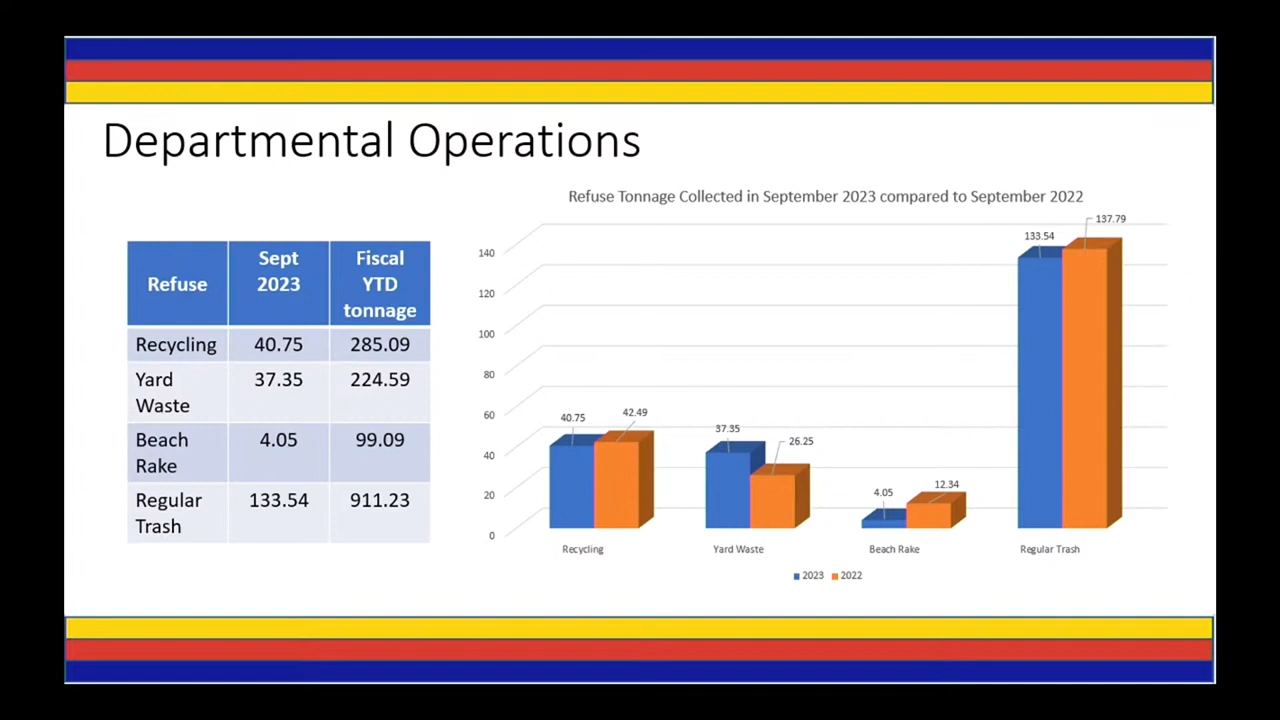 Departmental Operations
Refuse Tonnage Collected in September 2023 compared to September 2022
Refuse
Sept
2023
Fiscal
YTD
tonnage
Recycling
40.75
285.09
Yard
Waste
37.35
224.59
Beach
Rake
4.05
99.09
Regular
Trash
133.54
911.23
140
120
100
80
60
40
20
0
40.75
42.49
37.35
26.25
4.05
12.34
133.54
137.79
Recycling
Yard Waste
Beach Rake
Regular Trash
2023
2022